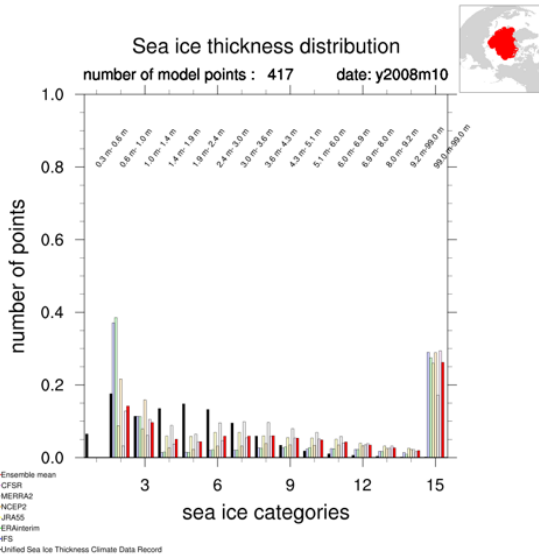 Sea ice thickness distribution
number of model points : 417 date: y2008m10
1.0
0.8
0.6
0.4
0.2
0.0
number of points
0.3 m- 0.6 m
0.6 m- 1.0 m
1.0 m- 1.4 m
1.4 m- 1.9 m
1.9 m- 2.4 m
2.4 m- 3.0 m
3.0 m- 3.6 m
3.6 m- 4.3 m
4.3 m- 5.1 m
5.1 m- 6.0 m
6.0 m- 6.9 m
6.9 m- 8.0 m
8.0 m- 9.2 m
9.2 m-99.0 m
99.0 m-99.0 m
3 6 9 12 15
sea ice categories
Ensemble mean
CFSR
MERRA2
NCEP2
JRA55
ERAinterim
IFS
Unified Sea Ice Thickness Climate Data Record